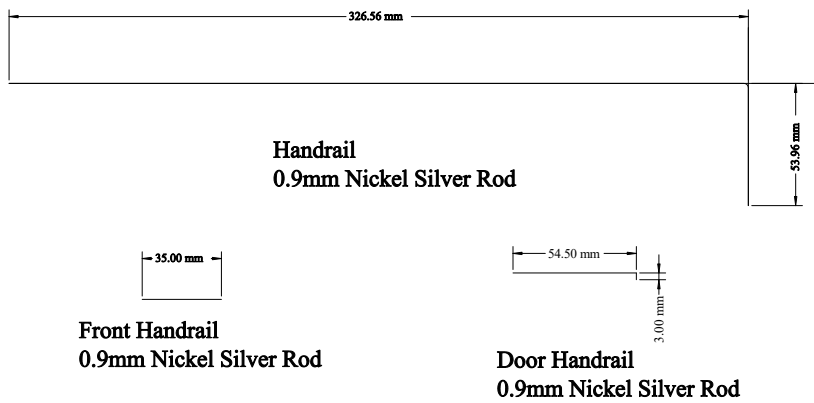 326.56 mm
53.96 mm
Handrail
0.9mm Nickel Silver Rod
35.00 mm
Front Handrail
0.9mm Nickel Silver Rod
54.50 mm
3.00 mm
Door Handrail
0.9mm Nickel Silver Rod